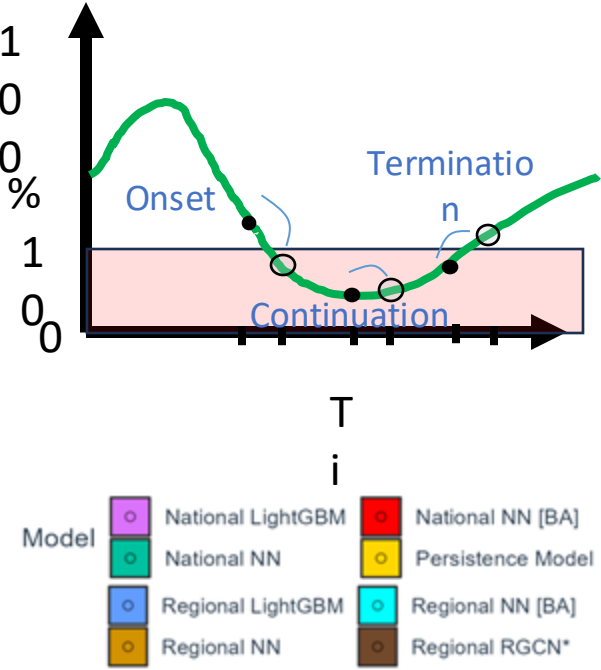 1
0
0
%
Onset
Terminatio
n
1
0
0
Continuation
T
i
Model
National LightGBM
National NN [BA]
National NN
Persistence Model
Regional LightGBM
Regional NN [BA]
Regional NN
Regional RGCN*